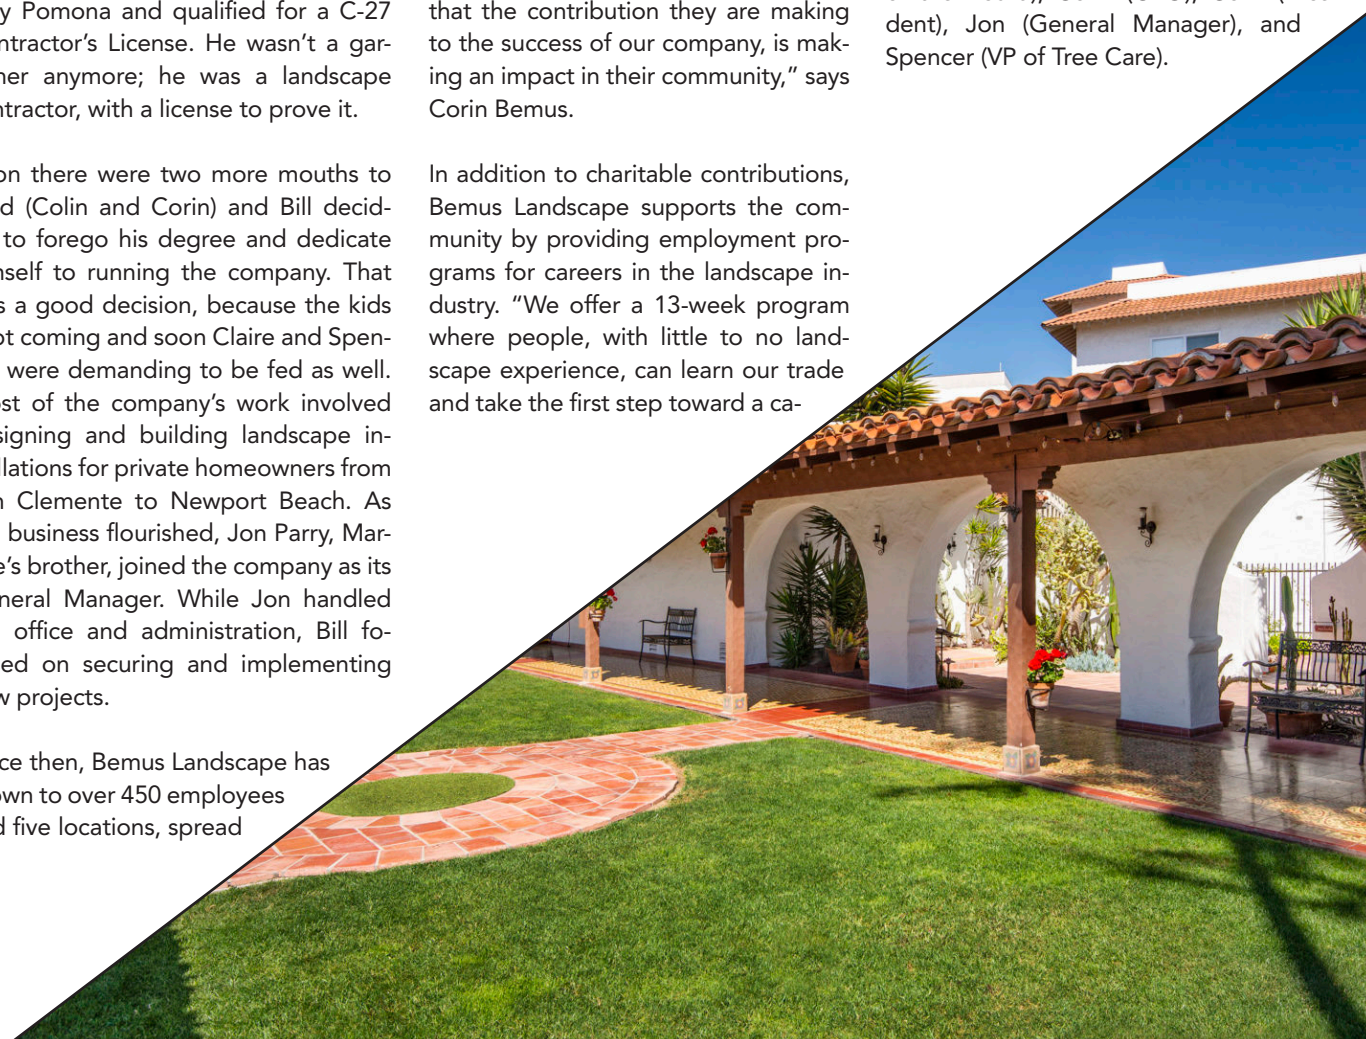 y Pomona and qualified for a C-27
ntractor's License. He wasn't a gar-
ner anymore; he was a landscape
ntractor, with a license to prove it.
on there were two more mouths to
d (Colin and Corin) and Bill decid-
to forego his degree and dedicate
nself to running the company. That
s a good decision, because the kids
pt coming and soon Claire and Spen-
were demanding to be fed as well.
ost of the company's work involved
signing and building landscape in-
llations for private homeowners from
n Clemente to Newport Beach. As
business flourished, Jon Parry, Mar-
e's brother, joined the company as its
neral Manager. While Jon handled
office and administration, Bill fo-
ed on securing and implementing
w projects.
ce then, Bemus Landscape has
own to over 450 employees
d five locations, spread
that the contribution they are making
to the success of our company, is mak-
ing an impact in their community,” says
Corin Bemus.
In addition to charitable contributions,
Bemus Landscape supports the com-
munity by providing employment pro-
grams for careers in the landscape in-
dustry. “We offer a 13-week program
where people, with little to no land-
scape experience, can learn our trade
and take the first step toward a ca-
dent), Jon (General Manager), and
Spencer (VP of Tree Care).